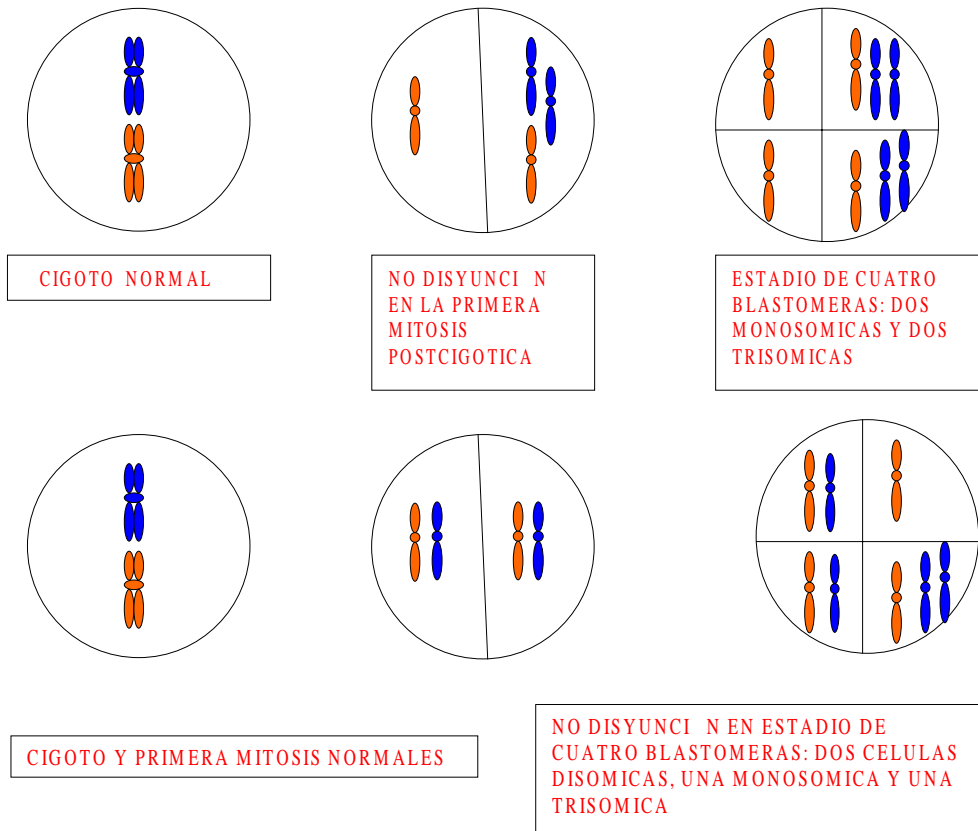 CIGOTO NORMAL
NO DISYUNCI N
EN LA PRIMERA
MITOSIS
POSTCIGOTICA
ESTADIO DE CUATRO
BLASTOMERAS: DOS
MONOSOMICAS Y DOS
TRISOMICAS
CIGOTO Y PRIMERA MITOSIS NORMALES
NO DISYUNCI N EN ESTADIO DE
CUATRO BLASTOMERAS: DOS CELULAS
DISOMICAS, UNA MONOSOMICA Y UNA
TRISOMICA